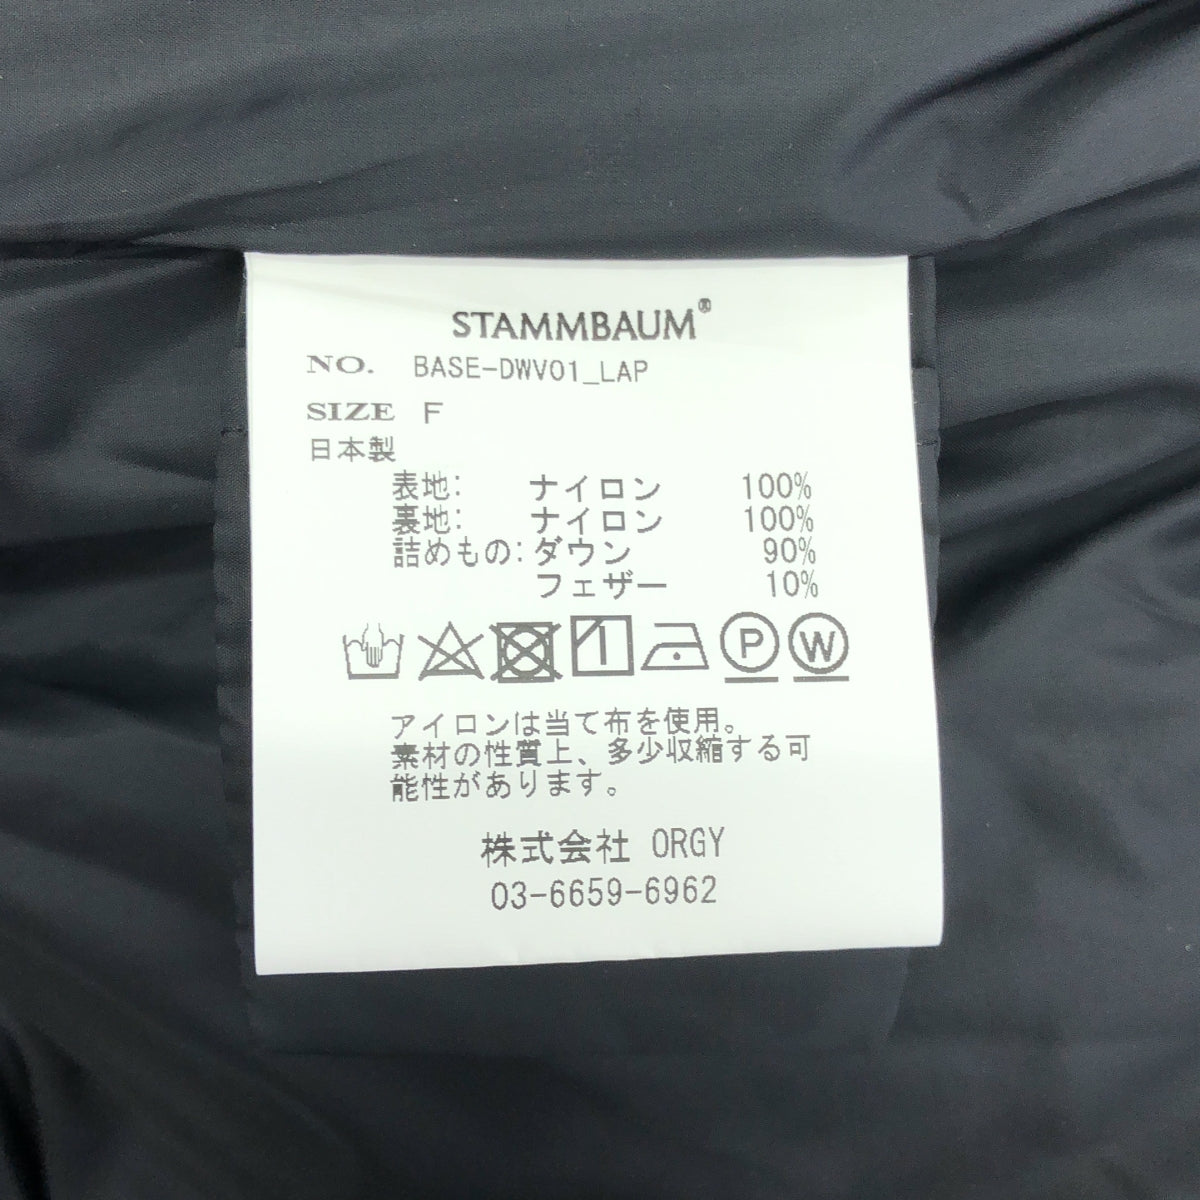 STAMMBAUM®
NO. BASE-DWV01_LAP
SIZE F
日本製
表地: ナイロン 100%
裏地: ナイロン 100%
詰めもの: ダウン 90%
フェザー 10%
P W
アイロンは当て布を使用。
素材の性質上、多少収縮する可
能性があります。
株式会社 ORGY
03-6659-6962